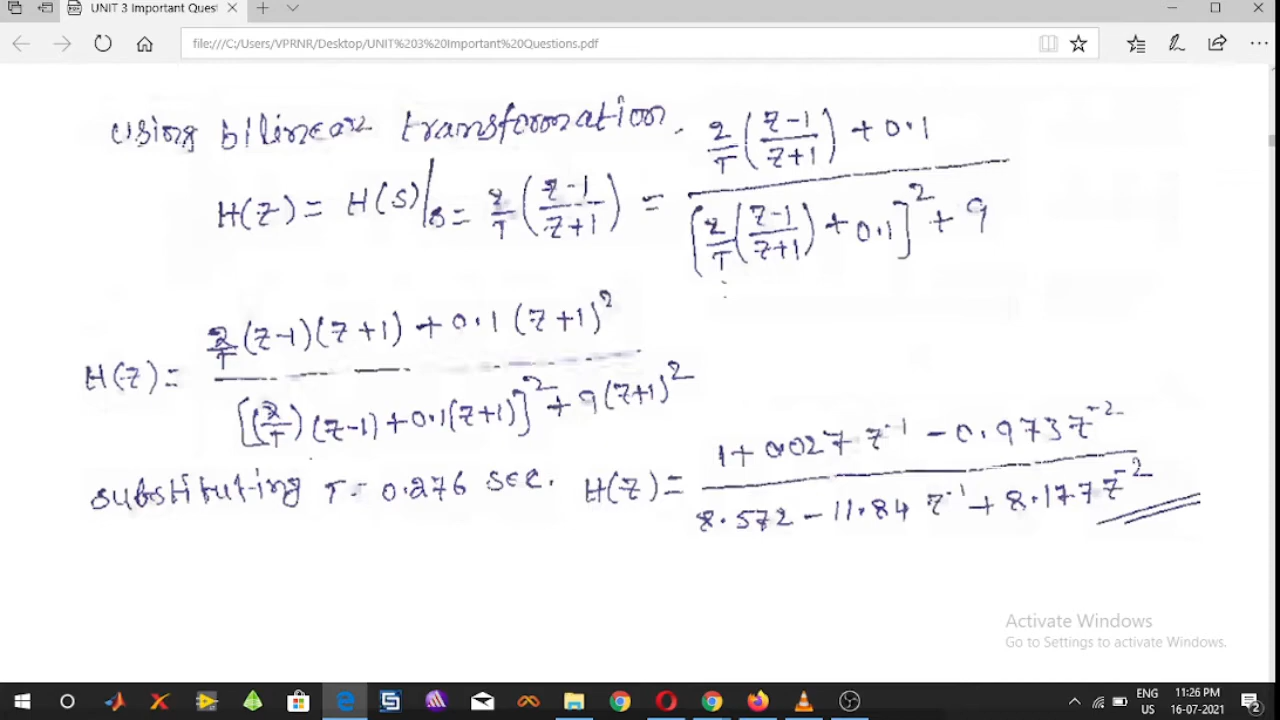 UNIT 3 Important Quest
file:///C:/Users/VPRNR/Desktop/UNIT%203%20Important%20Questions.pdf
Using bilinear transformation.
H(z) = H(s)|s = 2/T (z-1/z+1) = 2/T (z-1/z+1) + 0.1 / [2/T (z-1/z+1) + 0.1]² + 9
H(z) = 2/T (z-1)(z+1) + 0.1 (z+1)² / [(2/T) (z-1) + 0.1(z+1)]² + 9(z+1)²
substituting T = 0.276 sec. H(z) = 1 + 0.027 z⁻¹ - 0.973 z⁻² / 8.572 - 11.84 z⁻¹ + 8.177 z⁻²
Activate Windows
Go to Settings to activate Windows.
ENG 11:26 PM
US 16-07-2021
2